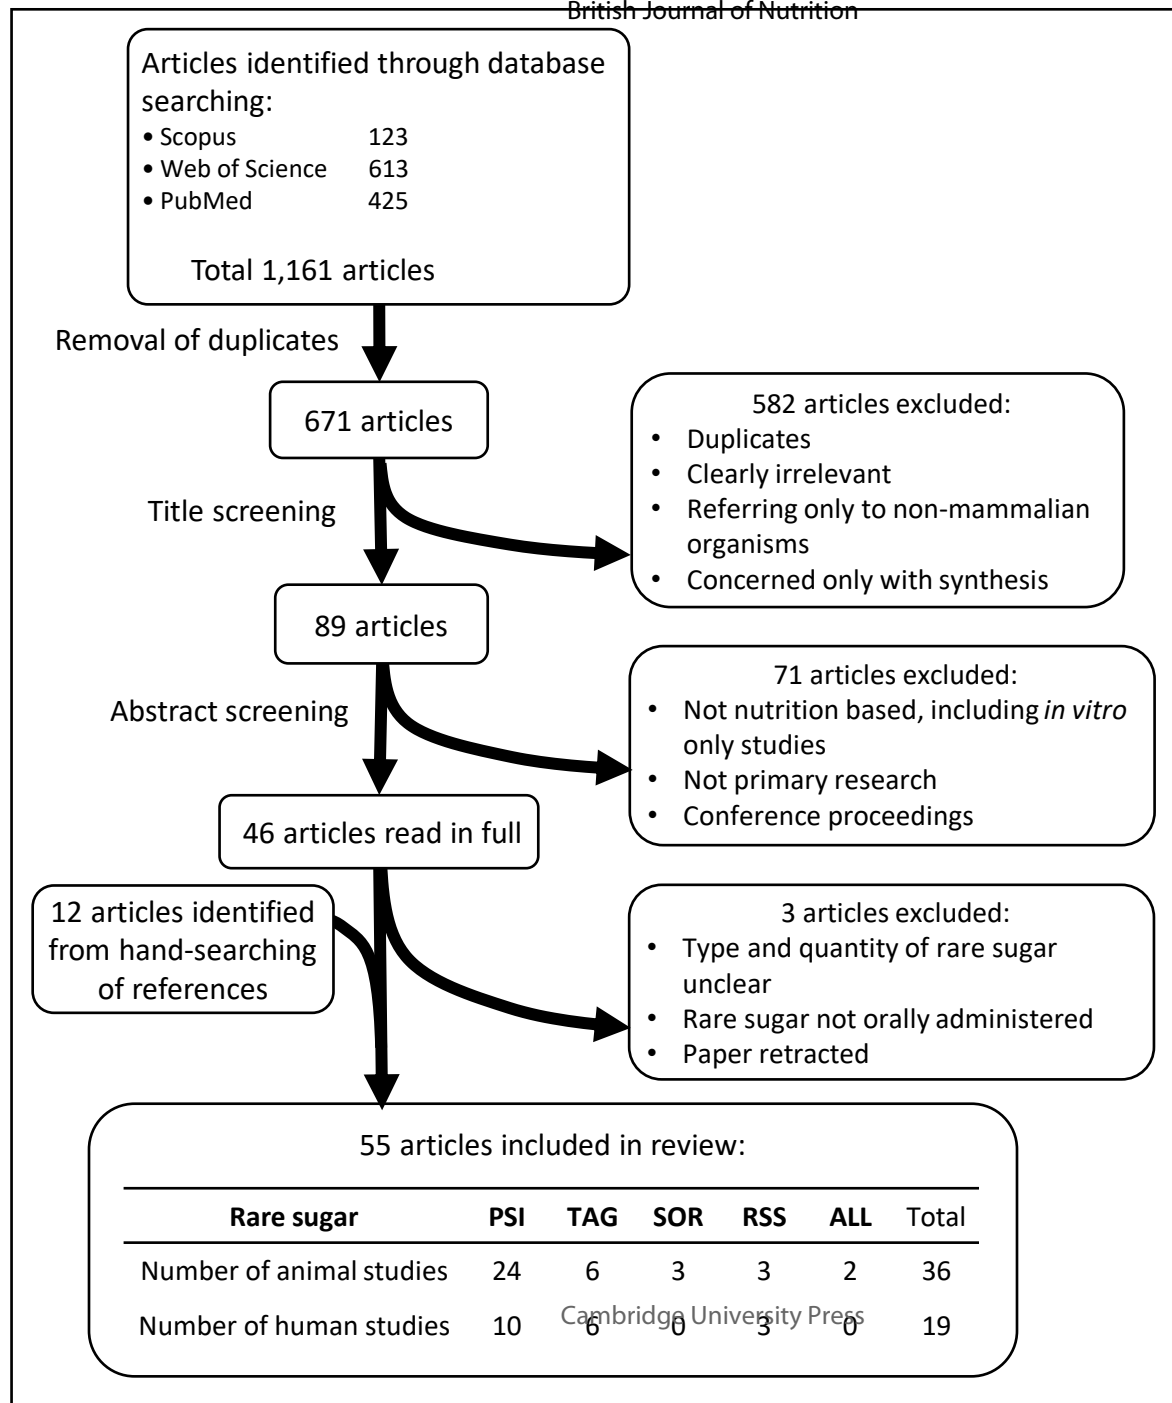 British Journal of Nutrition
Articles identified through database
searching:
• Scopus 123
• Web of Science 613
• PubMed 425
Total 1,161 articles
Removal of duplicates
671 articles
582 articles excluded:
• Duplicates
• Clearly irrelevant
• Referring only to non-mammalian
organisms
• Concerned only with synthesis
Title screening
89 articles
71 articles excluded:
• Not nutrition based, including in vitro
only studies
• Not primary research
• Conference proceedings
Abstract screening
46 articles read in full
12 articles identified
from hand-searching
of references
3 articles excluded:
• Type and quantity of rare sugar
unclear
• Rare sugar not orally administered
• Paper retracted
55 articles included in review:
Rare sugar PSI TAG SOR RSS ALL Total
Number of animal studies 24 6 3 3 2 36
Number of human studies 10 6 0 3 0 19
Cambridge University Press